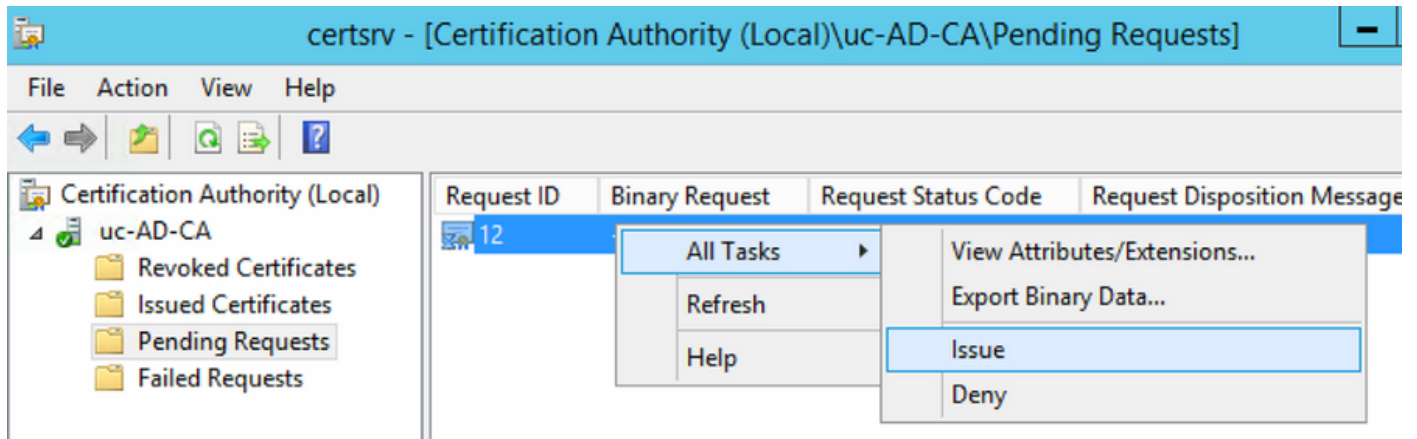 certsrv - [Certification Authority (Local)\uc-AD-CA\Pending Requests]
File Action View Help
Certification Authority (Local)
uc-AD-CA
Revoked Certificates
Issued Certificates
Pending Requests
Failed Requests
Request ID Binary Request Request Status Code Request Disposition Message
12
All Tasks
Refresh
Help
View Attributes/Extensions...
Export Binary Data...
Issue
Deny